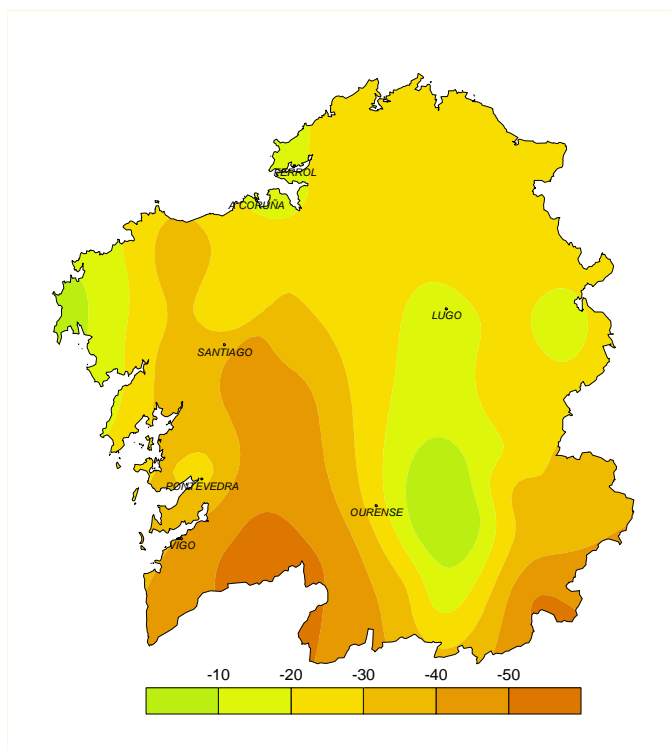 FERROL
A CORUÑA
LUGO
SANTIAGO
PONTEVEDRA
OURENSE
VIGO
-10 -20 -30 -40 -50